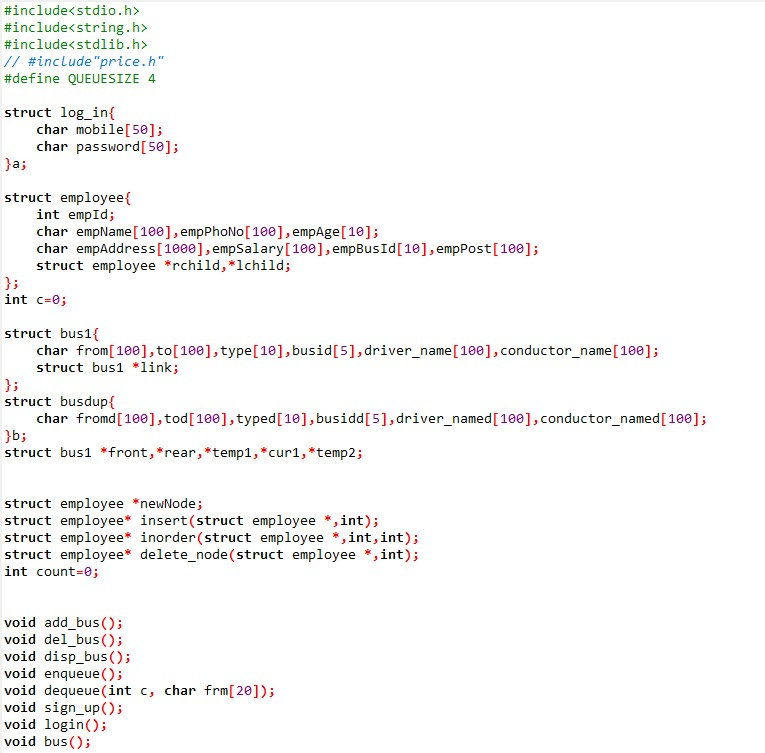 #include<stdio.h>
#include<string.h>
#include<stdlib.h>
// #include"price.h"
#define QUEUESIZE 4
struct log_in{
char mobile[50];
char password[50];
}a;
struct employee{
int empId;
char empName[100],empPhoNo[100],empAge[10];
char empAddress[1000],empSalary[100],empBusId[10],empPost[100];
struct employee *rchild,*lchild;
};
int c=0;
struct bus1{
char from[100],to[100],type[10],busid[5],driver_name[100],conductor_name[100];
struct bus1 *link;
};
struct busdup{
char fromd[100],tod[100],typed[10],busidd[5],driver_named[100],conductor_named[100];
}b;
struct bus1 *front,*rear,*temp1,*cur1,*temp2;
struct employee *newNode;
struct employee* insert(struct employee *,int);
struct employee* inorder(struct employee *,int,int);
struct employee* delete_node(struct employee *,int);
int count=0;
void add_bus();
void del_bus();
void disp_bus();
void enqueue();
void dequeue(int c, char frm[20]);
void sign_up();
void login();
void bus();